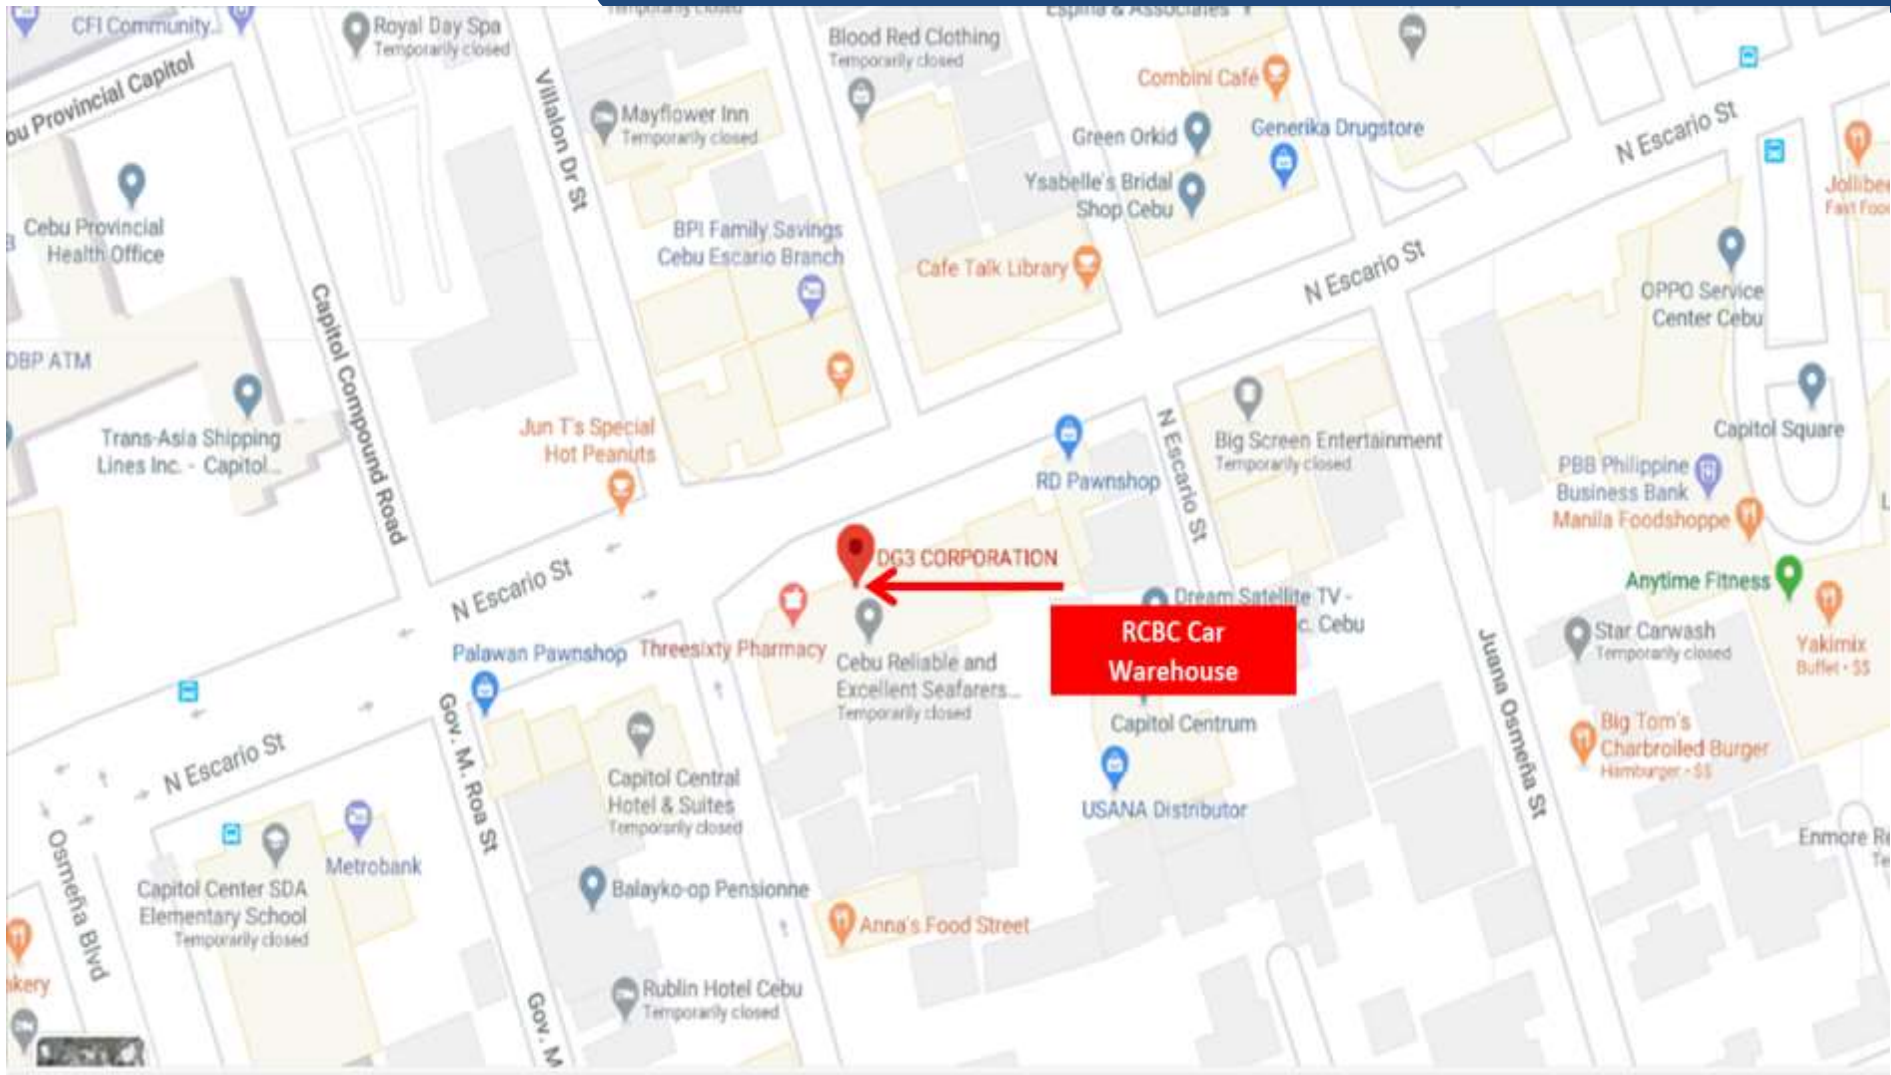 CFI Community...
Royal Day Spa
Temporarily closed
Temporarily closed
Blood Red Clothing
Temporarily closed
Espina & Associates
Combini Café
Provincial Capitol
Villalon Dr St
Mayflower Inn
Temporarily closed
Green Orkid
Generika Drugstore
N Escario St
Ysabelle's Bridal
Shop Cebu
Fast Food
Cebu Provincial
Health Office
BPI Family Savings
Cebu Escario Branch
Cafe Talk Library
N Escario St
OPPO Service
Center Cebu
DBP ATM
Capitol Compound Road
Trans-Asia Shipping
Lines Inc. - Capitol...
Jun T's Special
Hot Peanuts
RD Pawnshop
N Escario St
Big Screen Entertainment
Temporarily closed
Capitol Square
PBB Philippine
Business Bank
Manila Foodshoppe
DG3 CORPORATION
N Escario St
Anytime Fitness
Dream Satellite TV -
c. Cebu
RCBC Car
Warehouse
Palawan Pawnshop
Threesixty Pharmacy
Cebu Reliable and
Excellent Seafarers...
Temporarily closed
Star Carwash
Temporarily closed
Yakimix
Buffet • $$
Juana Osmeña St
Gov. M. Roa St
Capitol Centrum
Big Tom's
Charbroiled Burger
Hamburger • $$
N Escario St
Capitol Central
Hotel & Suites
Temporarily closed
USANA Distributor
Osmeña Blvd
Metrobank
Capitol Center SDA
Elementary School
Temporarily closed
Balayko-op Pensionne
Anna's Food Street
Enmore
Rublin Hotel Cebu
Temporarily closed
Gov. M